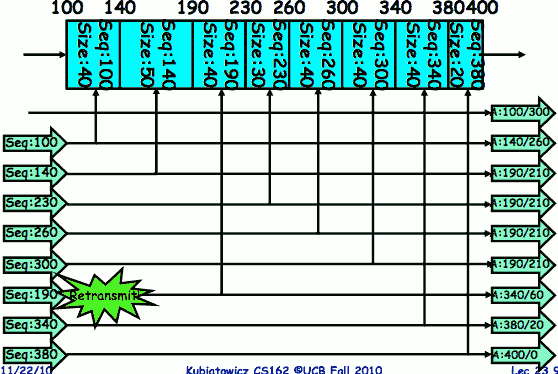 100 140 190 230 260 300 340 380 400
Seq:100
Size:40
Seq:140
Size:50
Seq:190
Size:40
Seq:230
Size:30
Seq:260
Size:40
Seq:300
Size:40
Seq:340
Size:40
Seq:380
Size:20
A:100/300
Seq:100 A:140/260
Seq:140 A:190/210
Seq:230 A:190/210
Seq:260 A:190/210
Seq:300 A:190/210
Seq:190 Retransmit! A:340/60
Seq:340 A:380/20
Seq:380 A:400/0
11/22/10 Kubiatowicz CS162 ©UCB Fall 2010 Lec 23